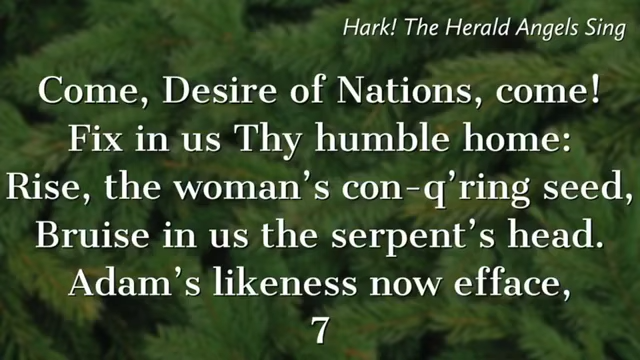 Hark! The Herald Angels Sing
Come, Desire of Nations, come!
Fix in us Thy humble home:
Rise, the woman’s con-q’ring seed,
Bruise in us the serpent’s head.
Adam’s likeness now efface,
7